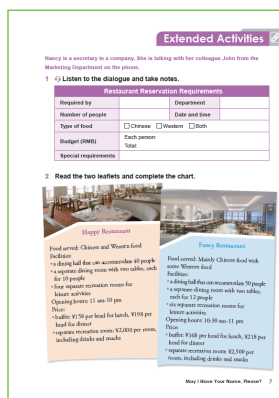 Extended Activities
Nancy is a secretary in a company. She is talking with her colleague John from the
Marketing Department on the phone.
1 Listen to the dialogue and take notes.
Restaurant Reservation Requirements
Required by
Department
Number of people
Date and time
Type of food
Chinese Western Both
Budget (RMB)
Each person:
Total:
Special requirements
2 Read the two leaflets and complete the chart.
Happy Restaurant
Food served: Chinese and Western food
Facilities:
• a dining hall that can accommodate 40 people
• a separate dining room with two tables, each
for 10 people
• four separate recreation rooms for
leisure activities
Opening hours: 11 am-10 pm
Price:
• buffet: ¥158 per head for lunch, ¥198 per
head for dinner
• separate recreation room: ¥2,000 per room,
including drinks and snacks
Fancy Restaurant
Food served: Mainly Chinese food with
some Western food
Facilities:
• a dining hall that can accommodate 50 people
• a separate dining room with two tables,
each for 12 people
• six separate recreation rooms for
leisure activities
Opening hours: 10:30 am-11 pm
Price:
• buffet: ¥168 per head for lunch, ¥218 per
head for dinner
• separate recreation room: ¥2,500 per
room, including drinks and snacks
May I Have Your Name, Please? 7